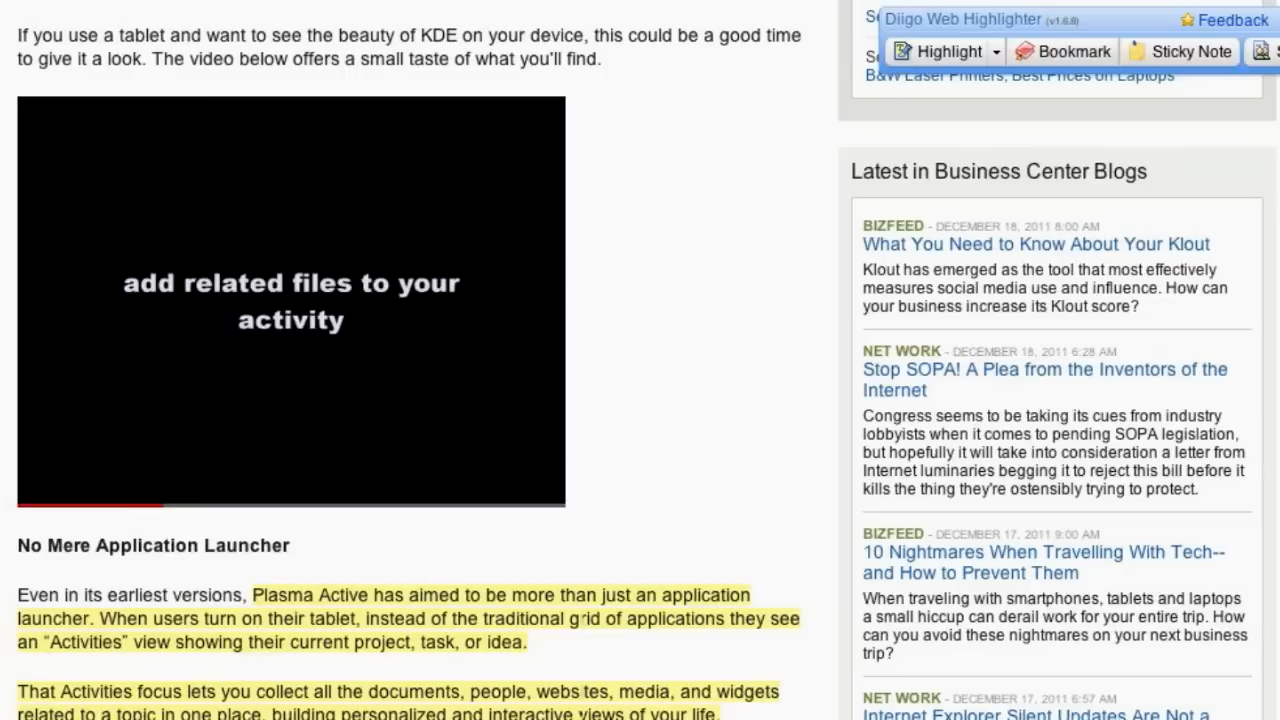 If you use a tablet and want to see the beauty of KDE on your device, this could be a good time
to give it a look. The video below offers a small taste of what you'll find.
add related files to your
activity
No Mere Application Launcher
Even in its earliest versions, Plasma Active has aimed to be more than just an application
launcher. When users turn on their tablet, instead of the traditional grid of applications they see
an “Activities” view showing their current project, task, or idea.
That Activities focus lets you collect all the documents, people, webs tes, media, and widgets
related to a topic in one place, building personalized and interactive views of your life.
Diigo Web Highlighter (v1.6.8)
Feedback
Highlight
Bookmark
Sticky Note
B&W Laser Printers, Best Prices on Laptops
Latest in Business Center Blogs
BIZFEED - DECEMBER 18, 2011 8:00 AM
What You Need to Know About Your Klout
Klout has emerged as the tool that most effectively
measures social media use and influence. How can
your business increase its Klout score?
NET WORK - DECEMBER 18, 2011 6:28 AM
Stop SOPA! A Plea from the Inventors of the
Internet
Congress seems to be taking its cues from industry
lobbyists when it comes to pending SOPA legislation,
but hopefully it will take into consideration a letter from
Internet luminaries begging it to reject this bill before it
kills the thing they're ostensibly trying to protect.
BIZFEED - DECEMBER 17, 2011 9:00 AM
10 Nightmares When Travelling With Tech--
and How to Prevent Them
When traveling with smartphones, tablets and laptops
a small hiccup can derail work for your entire trip. How
can you avoid these nightmares on your next business
trip?
NET WORK - DECEMBER 17, 2011 6:57 AM
Internet Explorer Silent Updates Are Not a